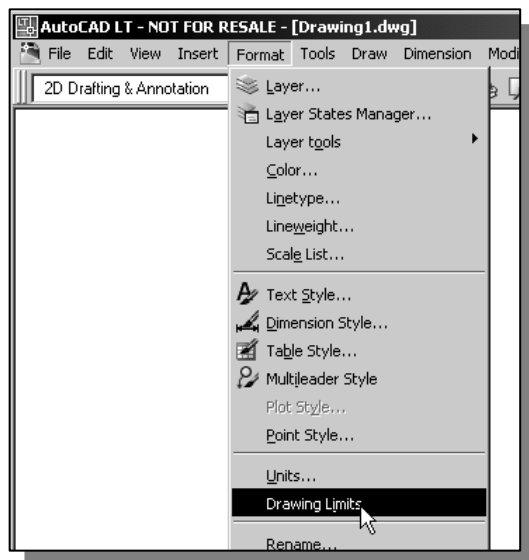 AutoCAD LT - NOT FOR RESALE - [Drawing1.dwg]
File Edit View Insert Format Tools Draw Dimension Modi
2D Drafting & Annotation
Layer...
Layer States Manager...
Layer tools
Color...
Linetype...
Lineweight...
Scale List...
Text Style...
Dimension Style...
Table Style...
Multileader Style
Plot Style...
Point Style...
Units...
Drawing Limits
Rename...